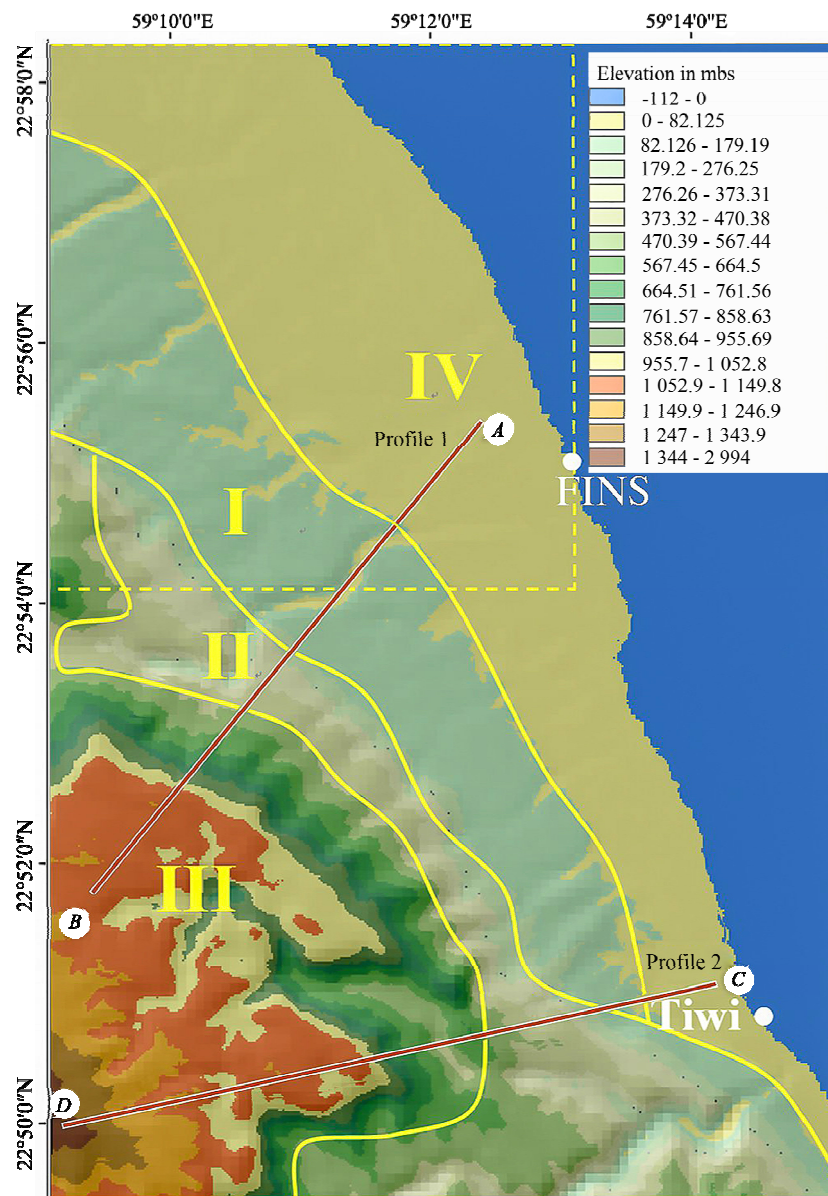 59°10'0"E 59°12'0"E 59°14'0"E
22°58'0"N
22°56'0"N
22°54'0"N
22°52'0"N
22°50'0"N
Elevation in mbs
-112 - 0
0 - 82.125
82.126 - 179.19
179.2 - 276.25
276.26 - 373.31
373.32 - 470.38
470.39 - 567.44
567.45 - 664.5
664.51 - 761.56
761.57 - 858.63
858.64 - 955.69
955.7 - 1 052.8
1 052.9 - 1 149.8
1 149.9 - 1 246.9
1 247 - 1 343.9
1 344 - 2 994
IV
Profile 1
A
FINS
I
II
III
B
Profile 2
C
Tiwi
D